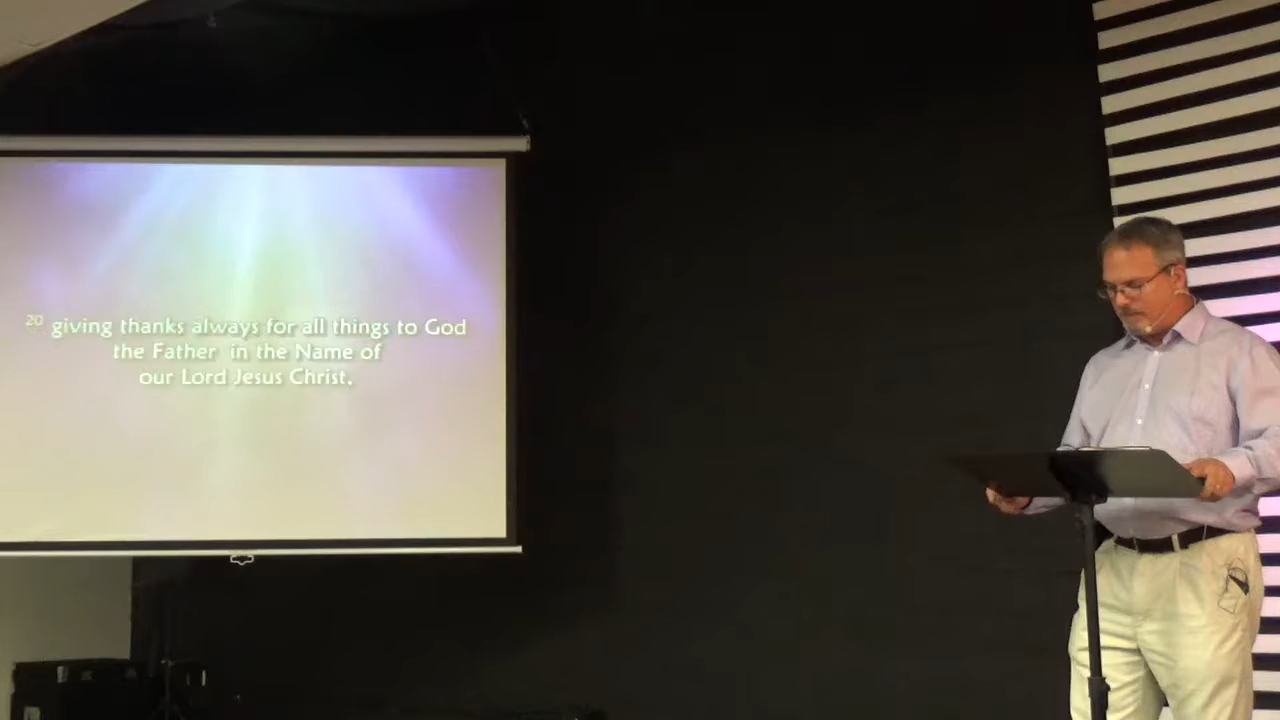 20 giving thanks always for all things to God
the Father in the Name of
our Lord Jesus Christ,